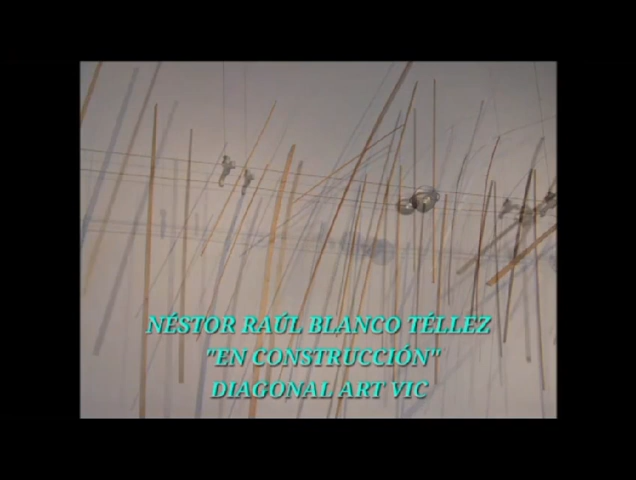 NÉSTOR RAÚL BLANCO TÉLLEZ
"EN CONSTRUCCIÓN"
DIAGONAL ART VIC